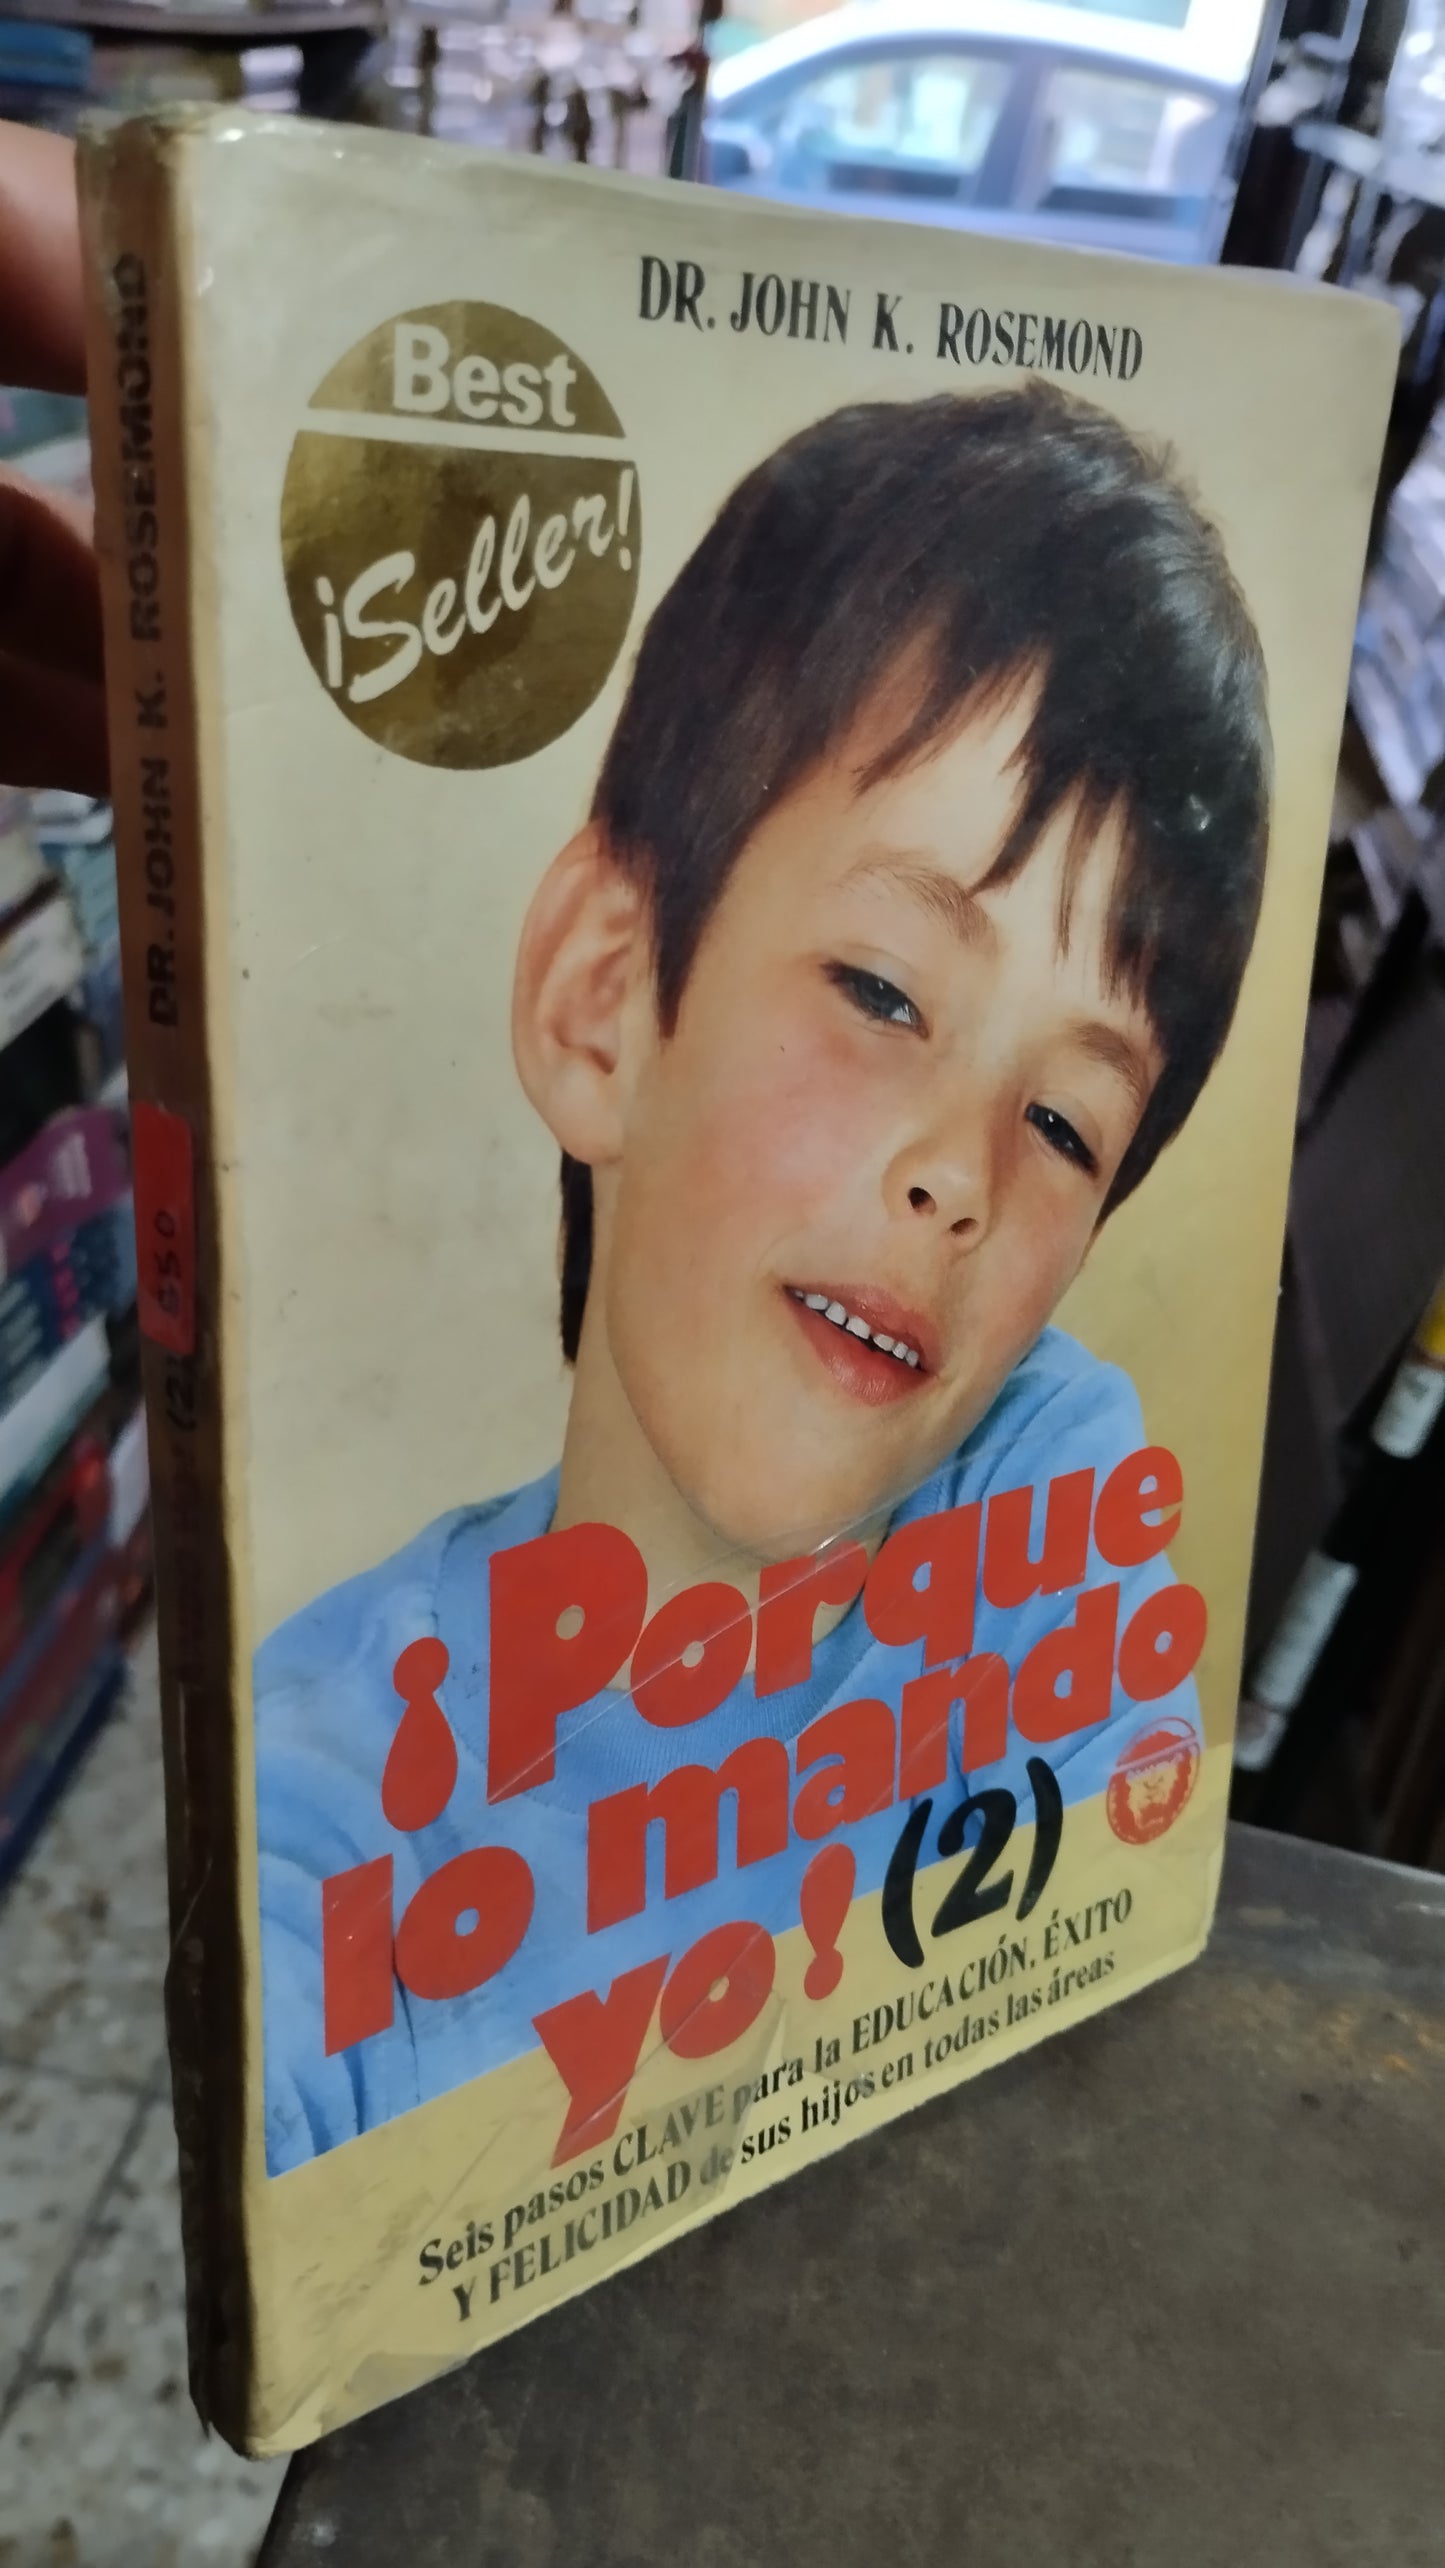 DR. JOHN K. ROSEMOND
Best
¡Seller!
¡Porque
lo mando
yo! (2)
Seis pasos CLAVE para la EDUCACIÓN, ÉXITO
Y FELICIDAD de sus hijos en todas las áreas
DR. JOHN K. ROSEMOND
(2)